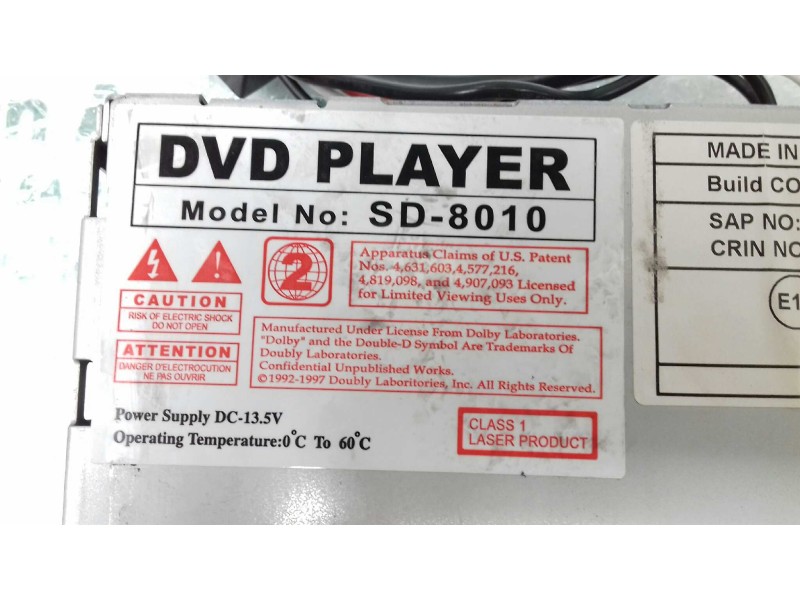 DVD PLAYER
Model No: SD-8010
2
Apparatus Claims of U.S. Patent
Nos. 4,631,603,4,577,216,
4,819,098, and 4,907,093 Licensed
for Limited Viewing Uses Only.
CAUTION
RISK OF ELECTRIC SHOCK
DO NOT OPEN
ATTENTION
DANGER D'ELECTROCUTION
NE PAS OUVRIR
Manufactured Under License From Dolby Laboratories.
"Dolby" and the Double-D Symbol Are Trademarks Of
Doubly Laboratories.
Confidential Unpublished Works.
©1992-1997 Doubly Laboritories, Inc. All Rights Reserved.
Power Supply DC-13.5V
Operating Temperature:0°C To 60°C
CLASS 1
LASER PRODUCT
MADE IN
Build CO
SAP NO:
CRIN NO
E1